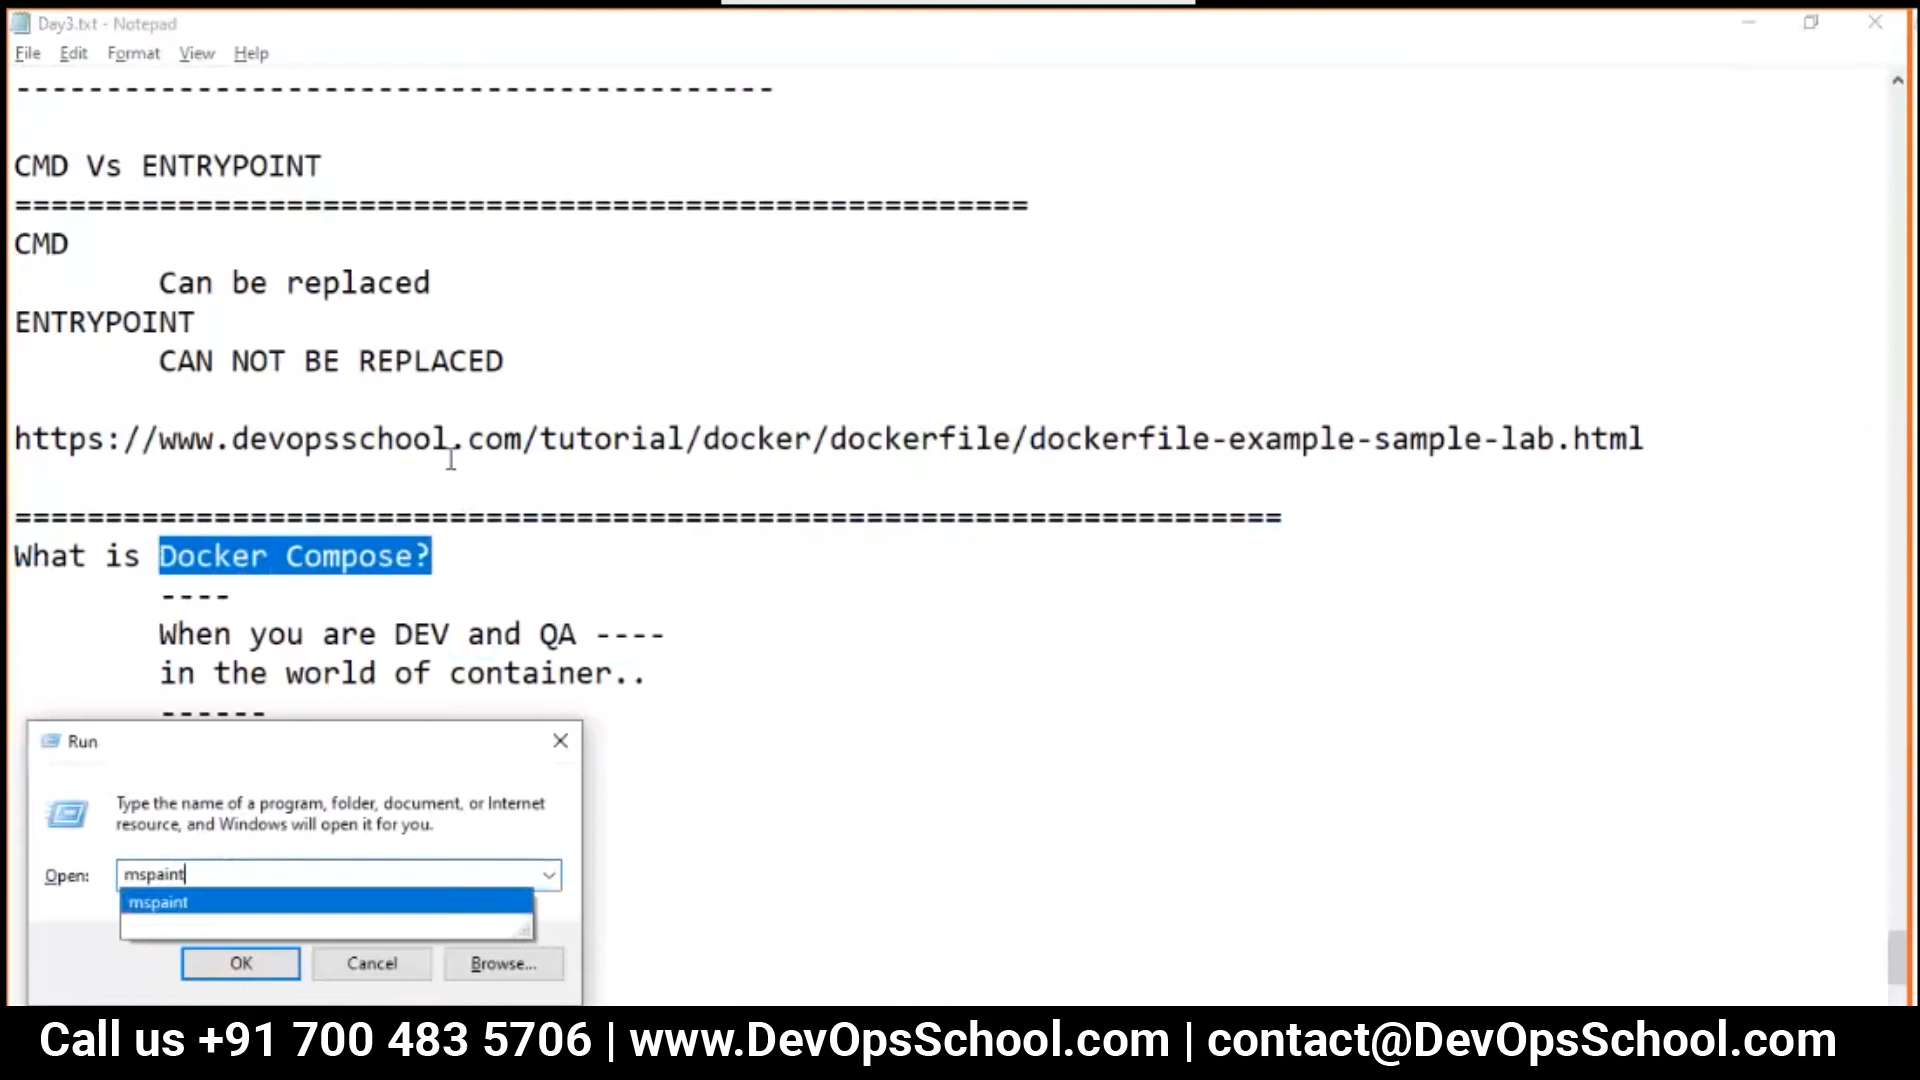 Day3.txt - Notepad
File Edit Format View Help
------------------------------------------
CMD Vs ENTRYPOINT
========================================================
CMD
Can be replaced
ENTRYPOINT
CAN NOT BE REPLACED
https://www.devopsschool.com/tutorial/docker/dockerfile/dockerfile-example-sample-lab.html
======================================================================
What is Docker Compose?
----
When you are DEV and QA ----
in the world of container..
------
Run
Type the name of a program, folder, document, or Internet
resource, and Windows will open it for you.
Open: mspaint
mspaint
OK Cancel Browse...
Call us +91 700 483 5706 | www.DevOpsSchool.com | contact@DevOpsSchool.com